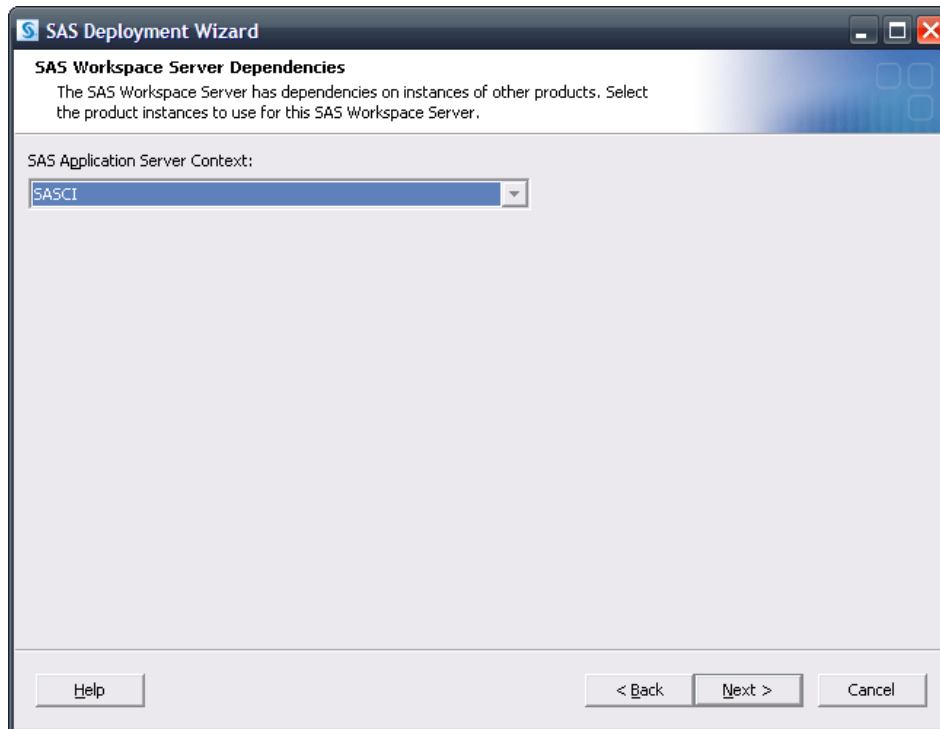 SAS Deployment Wizard
SAS Workspace Server Dependencies
The SAS Workspace Server has dependencies on instances of other products. Select
the product instances to use for this SAS Workspace Server.
SAS Application Server Context:
SASCI
Help
< Back
Next >
Cancel